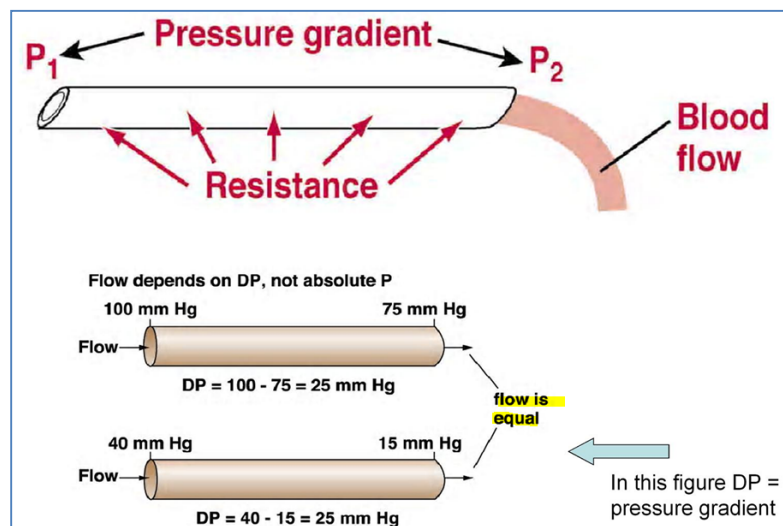 Pressure gradient
P1
P2
Blood
flow
Resistance
Flow depends on DP, not absolute P
100 mm Hg
75 mm Hg
Flow
DP = 100 - 75 = 25 mm Hg
flow is
equal
40 mm Hg
15 mm Hg
Flow
DP = 40 - 15 = 25 mm Hg
In this figure DP =
pressure gradient